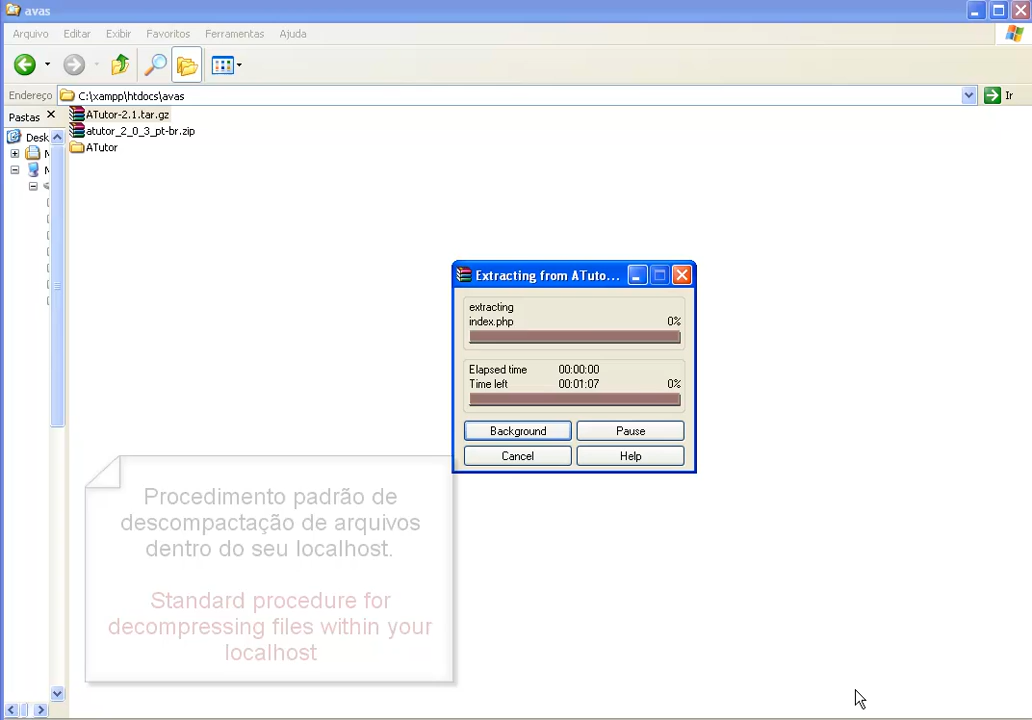 avas
Arquivo Editar Exibir Favoritos Ferramentas Ajuda
Endereço C:\xampp\htdocs\avas Ir
Pastas
ATutor-2.1.tar.gz
Desk
atutor_2_0_3_pt-br.zip
ATutor
Extracting from ATuto...
extracting
index.php 0%
Elapsed time 00:00:00
Time left 00:01:07 0%
Background Pause
Cancel Help
Procedimento padrão de
descompactação de arquivos
dentro do seu localhost.
Standard procedure for
decompressing files within your
localhost